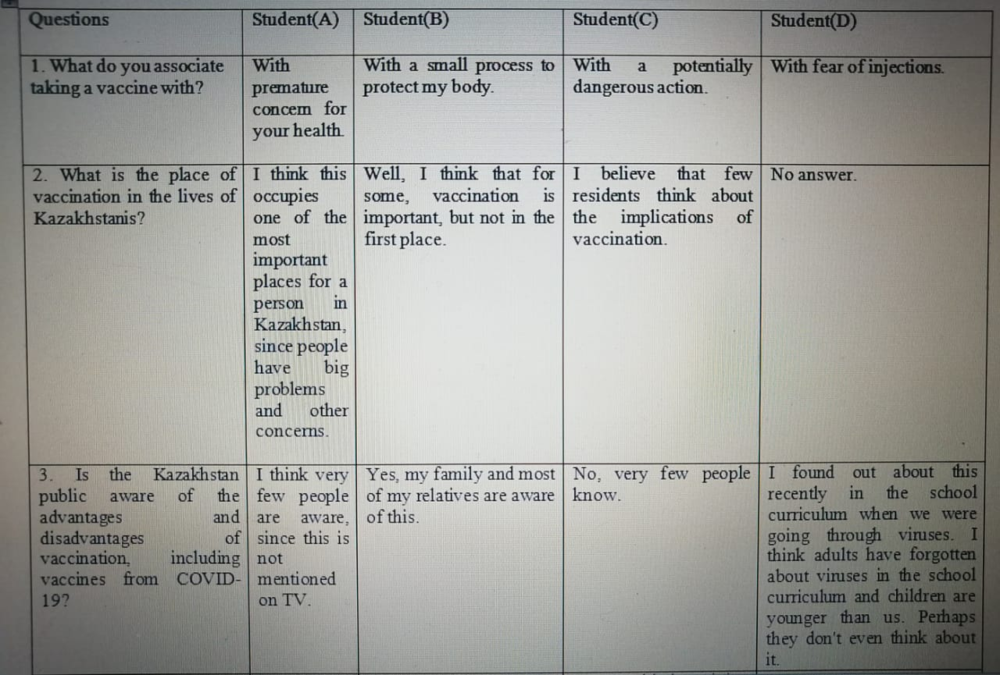 Questions
Student(A)
Student(B)
Student(C)
Student(D)
1. What do you associate
taking a vaccine with?
With
premature
concern for
your health.
With a small process to
protect my body.
With a potentially
dangerous action.
With fear of injections.
2. What is the place of
vaccination in the lives of
Kazakhstanis?
I think this
occupies
one of the
most
important
places for a
person in
Kazakhstan,
since people
have big
problems
and other
concerns.
Well, I think that for
some, vaccination is
important, but not in the
first place.
I believe that few
residents think about
the implications of
vaccination.
No answer.
3. Is the Kazakhstan
public aware of the
advantages and
disadvantages of
vaccination, including
vaccines from COVID-
19?
I think very
few people
are aware,
since this is
not
mentioned
on TV.
Yes, my family and most
of my relatives are aware
of this.
No, very few people
know.
I found out about this
recently in the school
curriculum when we were
going through viruses. I
think adults have forgotten
about viruses in the school
curriculum and children are
younger than us. Perhaps
they don't even think about
it.